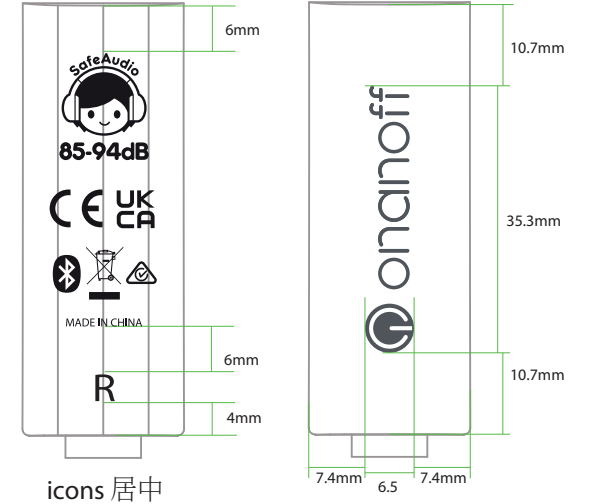 6mm
SafeAudio
85-94dB
CE UK
CA
MADE IN CHINA
6mm
R
4mm
icons 居中
10.7mm
onanoff
35.3mm
10.7mm
7.4mm
6.5
7.4mm